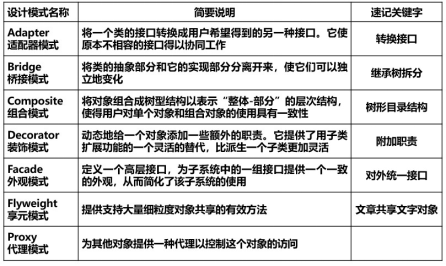 设计模式名称 简要说明 速记关键字
Adapter
适配器模式
将一个类的接口转换成用户希望得到的另一种接口。它使
原本不相容的接口得以协同工作
转换接口
Bridge
桥接模式
将类的抽象部分和它的实现部分分离开来，使它们可以独
立地变化
继承树拆分
Composite
组合模式
将对象组合成树型结构以表示“整体-部分”的层次结构，
使得用户对单个对象和组合对象的使用具有一致性
树形目录结构
Decorator
装饰模式
动态地给一个对象添加一些额外的职责。它提供了用子类
扩展功能的一个灵活的替代，比派生一个子类更加灵活
附加职责
Facade
外观模式
定义一个高层接口，为子系统中的一组接口提供一个一致
的外观，从而简化了该子系统的使用
对外统一接口
Flyweight
享元模式
提供支持大量细粒度对象共享的有效方法
文章共享文字对象
Proxy
代理模式
为其他对象提供一种代理以控制这个对象的访问